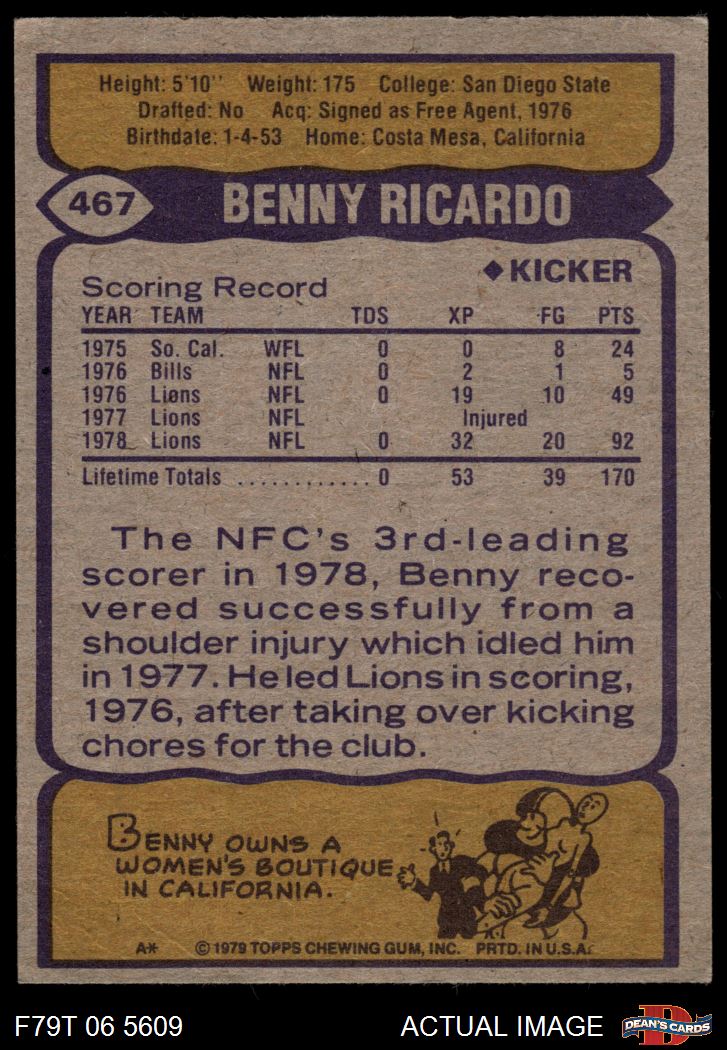 Height: 5'10'' Weight: 175 College: San Diego State
Drafted: No Acq: Signed as Free Agent, 1976
Birthdate: 1-4-53 Home: Costa Mesa, California
467 BENNY RICARDO
◆KICKER
Scoring Record
YEAR TEAM TDS XP FG PTS
1975 So. Cal. WFL 0 0 8 24
1976 Bills NFL 0 2 1 5
1976 Lions NFL 0 19 10 49
1977 Lions NFL Injured
1978 Lions NFL 0 32 20 92
Lifetime Totals ............ 0 53 39 170
The NFC's 3rd-leading
scorer in 1978, Benny reco-
vered successfully from a
shoulder injury which idled him
in 1977. He led Lions in scoring,
1976, after taking over kicking
chores for the club.
BENNY OWNS A
WOMEN'S BOUTIQUE
IN CALIFORNIA.
A* © 1979 TOPPS CHEWING GUM, INC. PRTD. IN U.S.A.
F79T 06 5609 ACTUAL IMAGE D DEAN'S CARDS